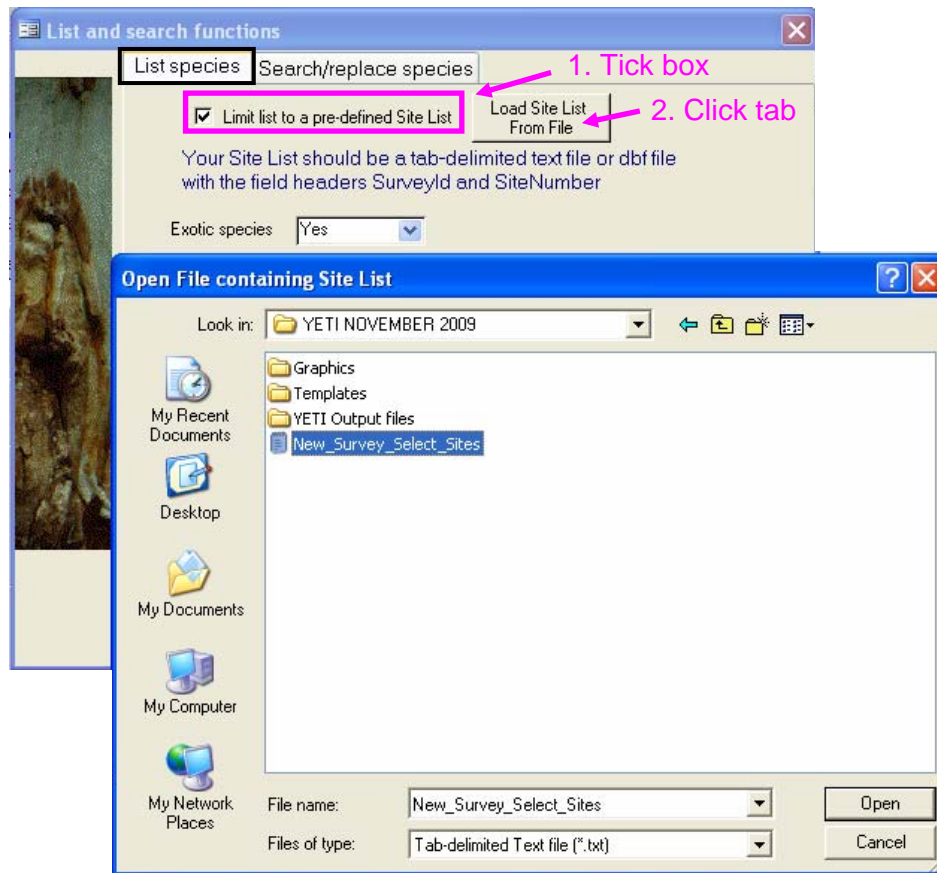 List and search functions
List species Search/replace species
1. Tick box
Limit list to a pre-defined Site List
Load Site List
From File
2. Click tab
Your Site List should be a tab-delimited text file or dbf file
with the field headers SurveyId and SiteNumber
Exotic species Yes
Open File containing Site List
Look in: YETI NOVEMBER 2009
My Recent
Documents
Desktop
My Documents
My Computer
My Network
Places
Graphics
Templates
YETI Output files
New_Survey_Select_Sites
File name: New_Survey_Select_Sites Open
Files of type: Tab-delimited Text file (*.txt) Cancel